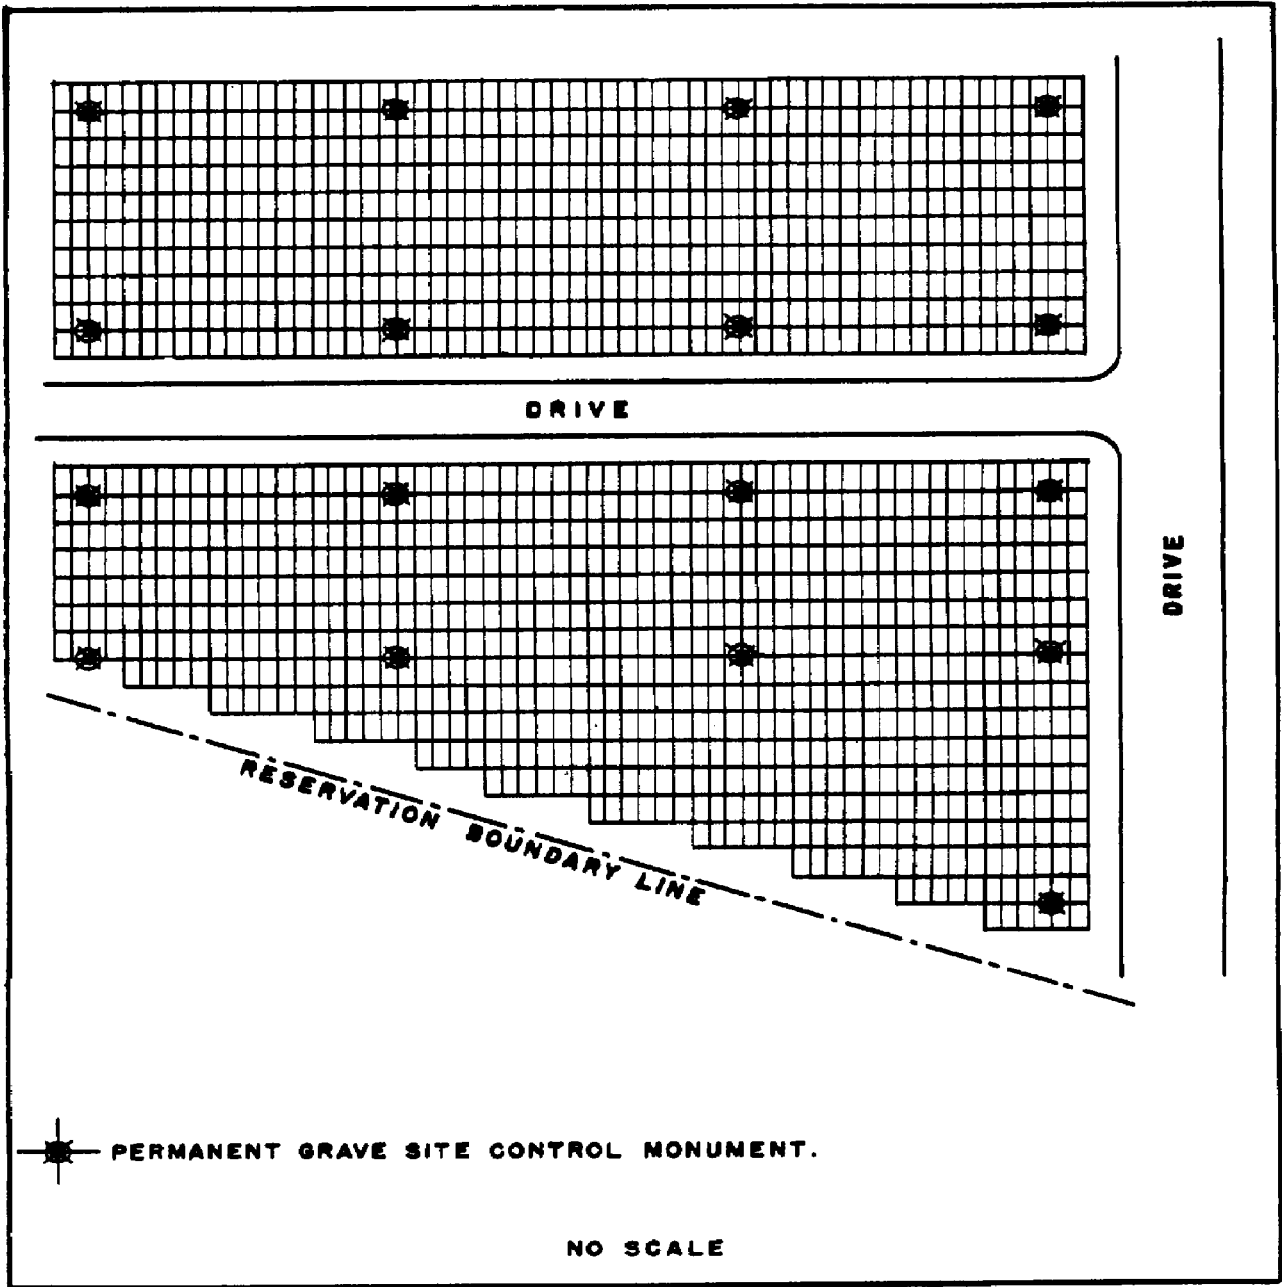 DRIVE
DRIVE
RESERVATION BOUNDARY LINE
PERMANENT GRAVE SITE CONTROL MONUMENT.
NO SCALE